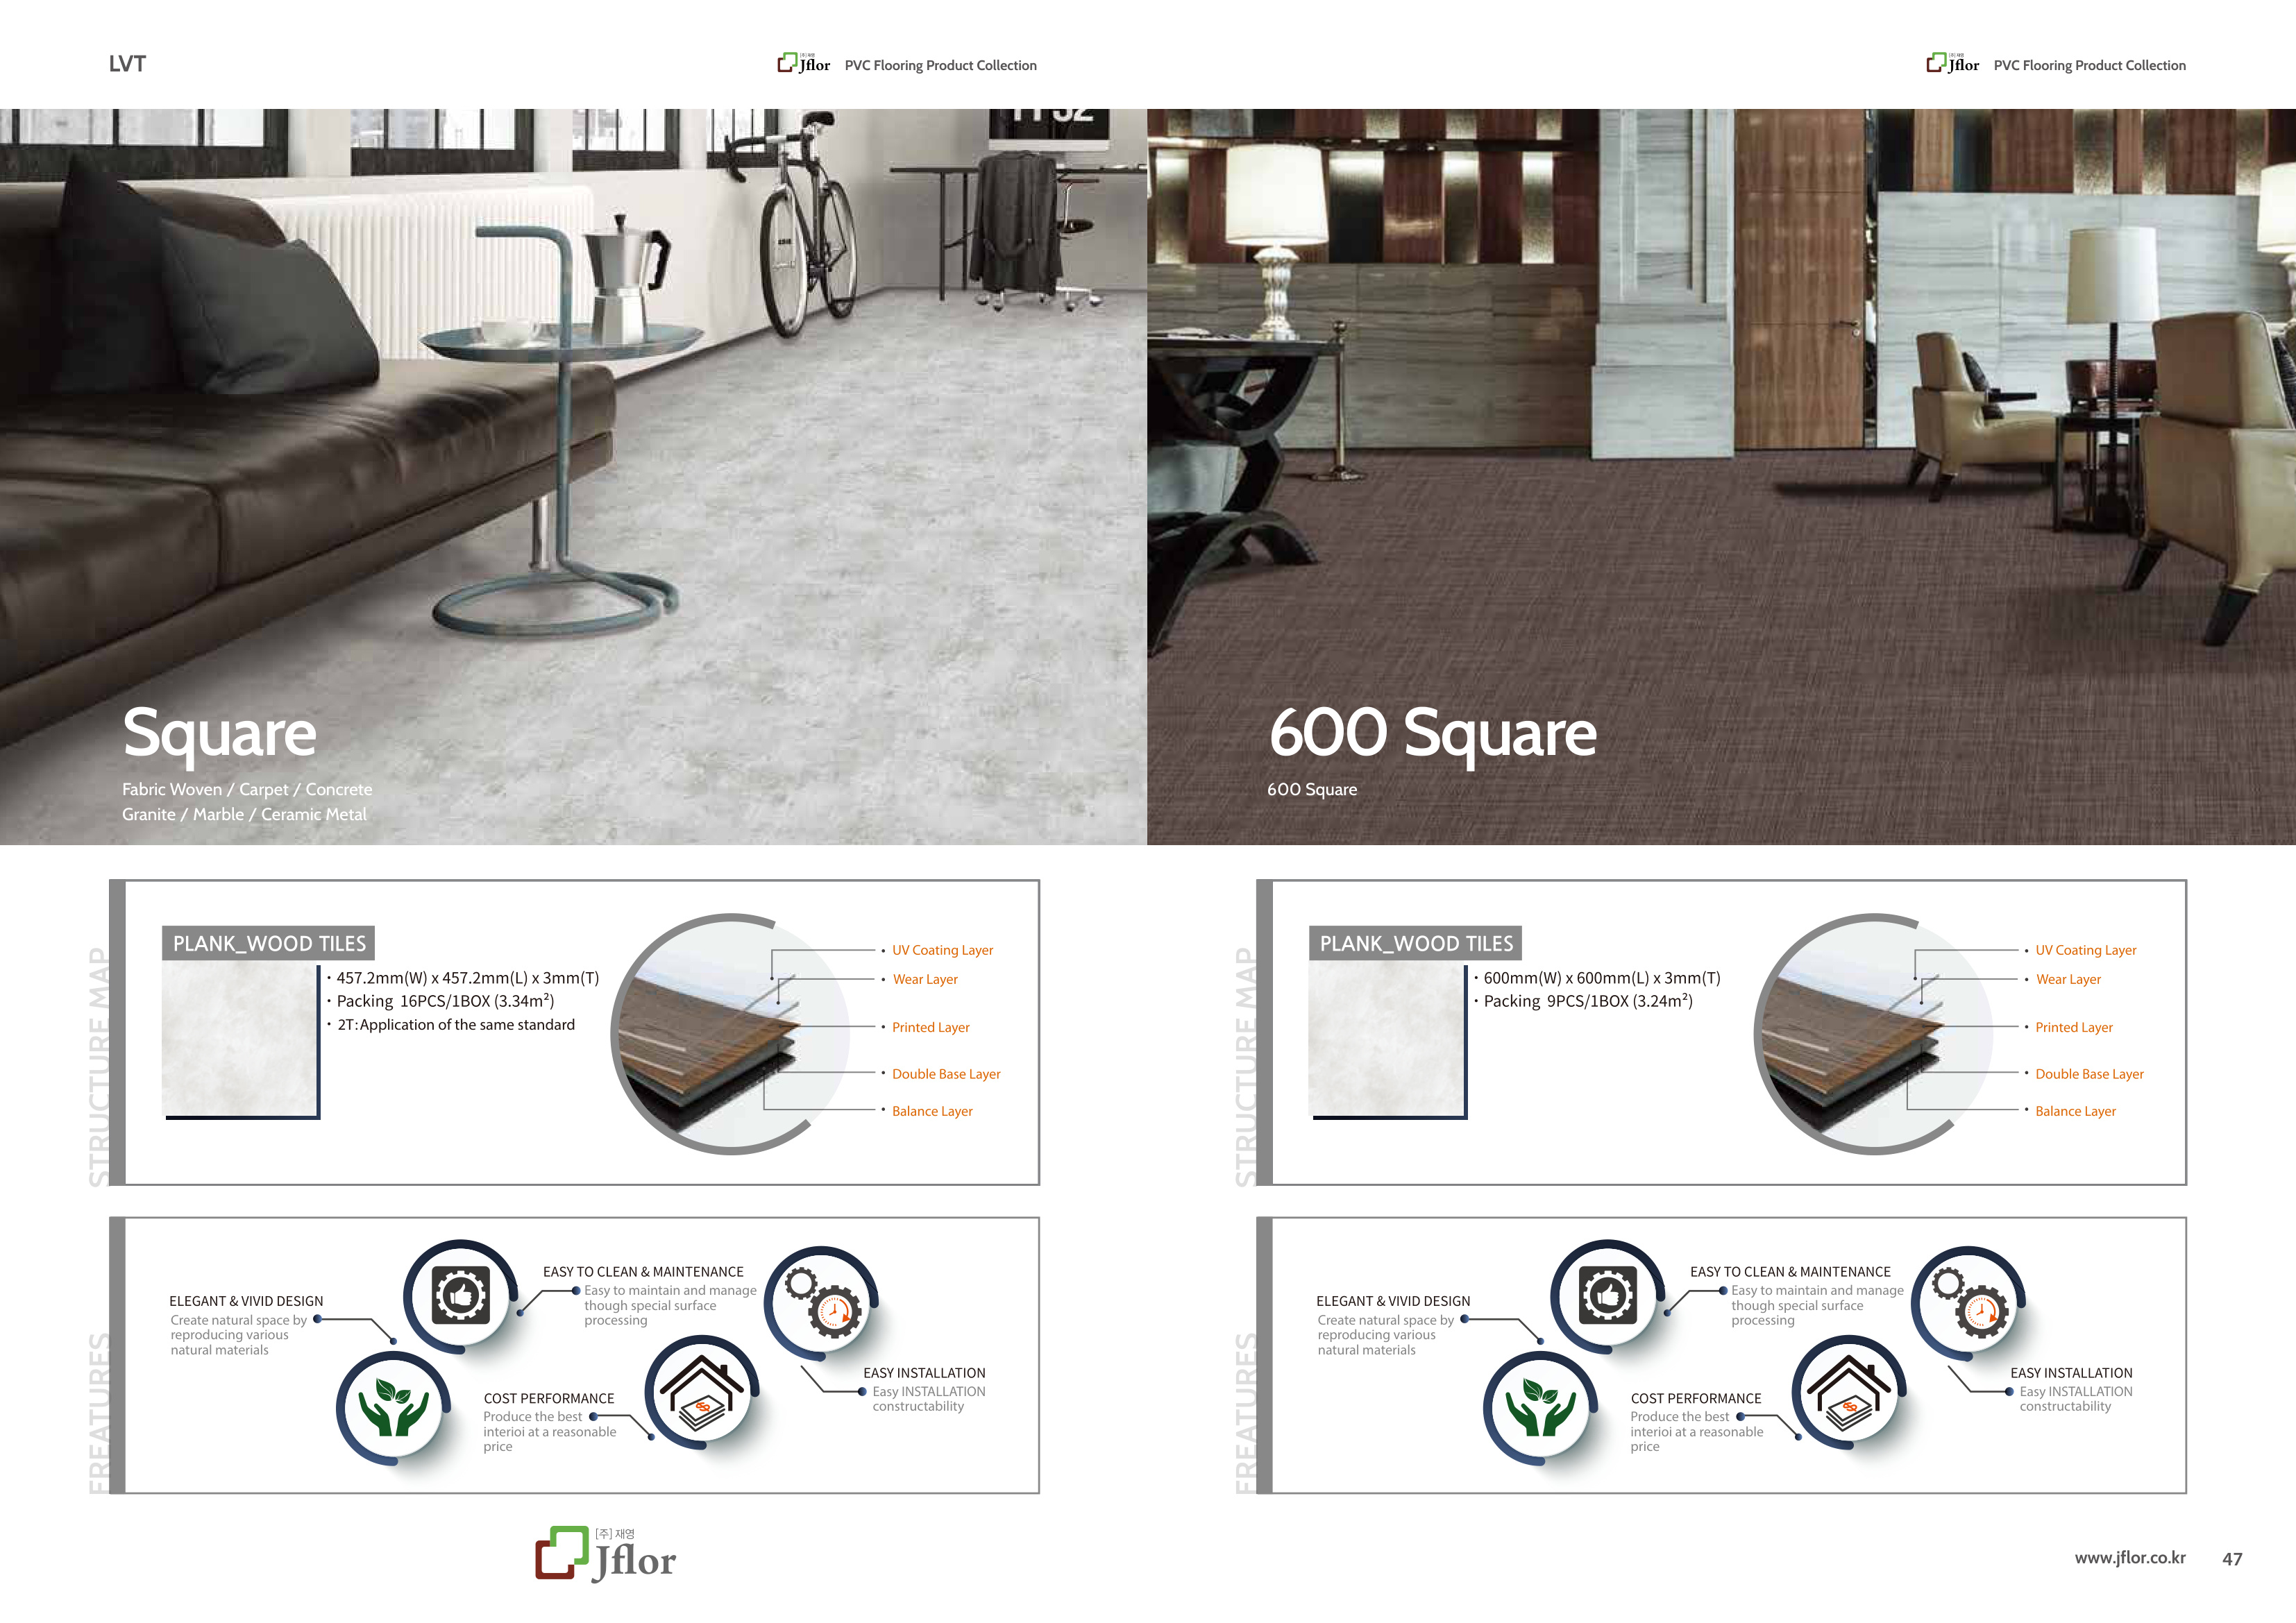 LVT
[주] 재영
Jflor
PVC Flooring Product Collection
Square
Fabric Woven / Carpet / Concrete
Granite / Marble / Ceramic Metal
STRUCTURE MAP
PLANK_WOOD TILES
· 457.2mm(W) x 457.2mm(L) x 3mm(T)
· Packing 16PCS/1BOX (3.34m²)
· 2T:Application of the same standard
• UV Coating Layer
• Wear Layer
• Printed Layer
• Double Base Layer
• Balance Layer
FREATURES
ELEGANT & VIVID DESIGN
Create natural space by
reproducing various
natural materials
EASY TO CLEAN & MAINTENANCE
Easy to maintain and manage
though special surface
processing
COST PERFORMANCE
Produce the best
interioi at a reasonable
price
EASY INSTALLATION
Easy INSTALLATION
constructability
[주] 재영
Jflor
[주] 재영
Jflor
PVC Flooring Product Collection
600 Square
600 Square
STRUCTURE MAP
PLANK_WOOD TILES
· 600mm(W) x 600mm(L) x 3mm(T)
· Packing 9PCS/1BOX (3.24m²)
• UV Coating Layer
• Wear Layer
• Printed Layer
• Double Base Layer
• Balance Layer
FREATURES
ELEGANT & VIVID DESIGN
Create natural space by
reproducing various
natural materials
EASY TO CLEAN & MAINTENANCE
Easy to maintain and manage
though special surface
processing
COST PERFORMANCE
Produce the best
interioi at a reasonable
price
EASY INSTALLATION
Easy INSTALLATION
constructability
www.jflor.co.kr
47